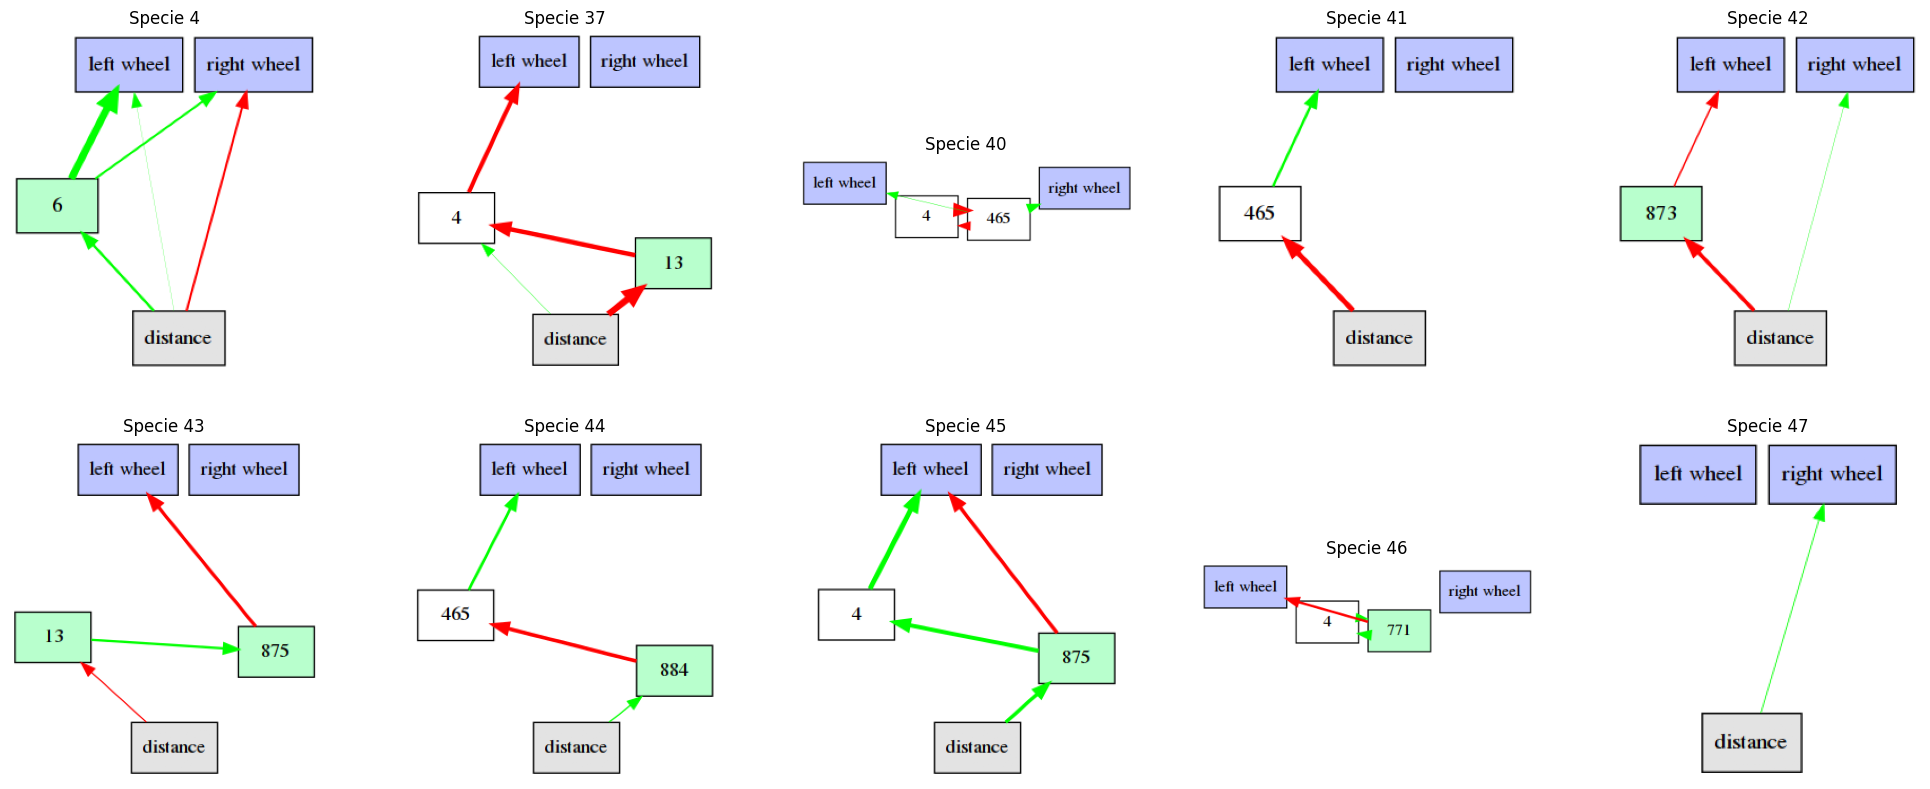 Specie 4
left wheel
right wheel
6
distance
Specie 37
left wheel
right wheel
4
13
distance
Specie 40
left wheel
right wheel
4
465
Specie 41
left wheel
right wheel
465
distance
Specie 42
left wheel
right wheel
873
distance
Specie 43
left wheel
right wheel
13
875
distance
Specie 44
left wheel
right wheel
465
884
distance
Specie 45
left wheel
right wheel
4
875
distance
Specie 46
left wheel
right wheel
4
771
Specie 47
left wheel
right wheel
distance